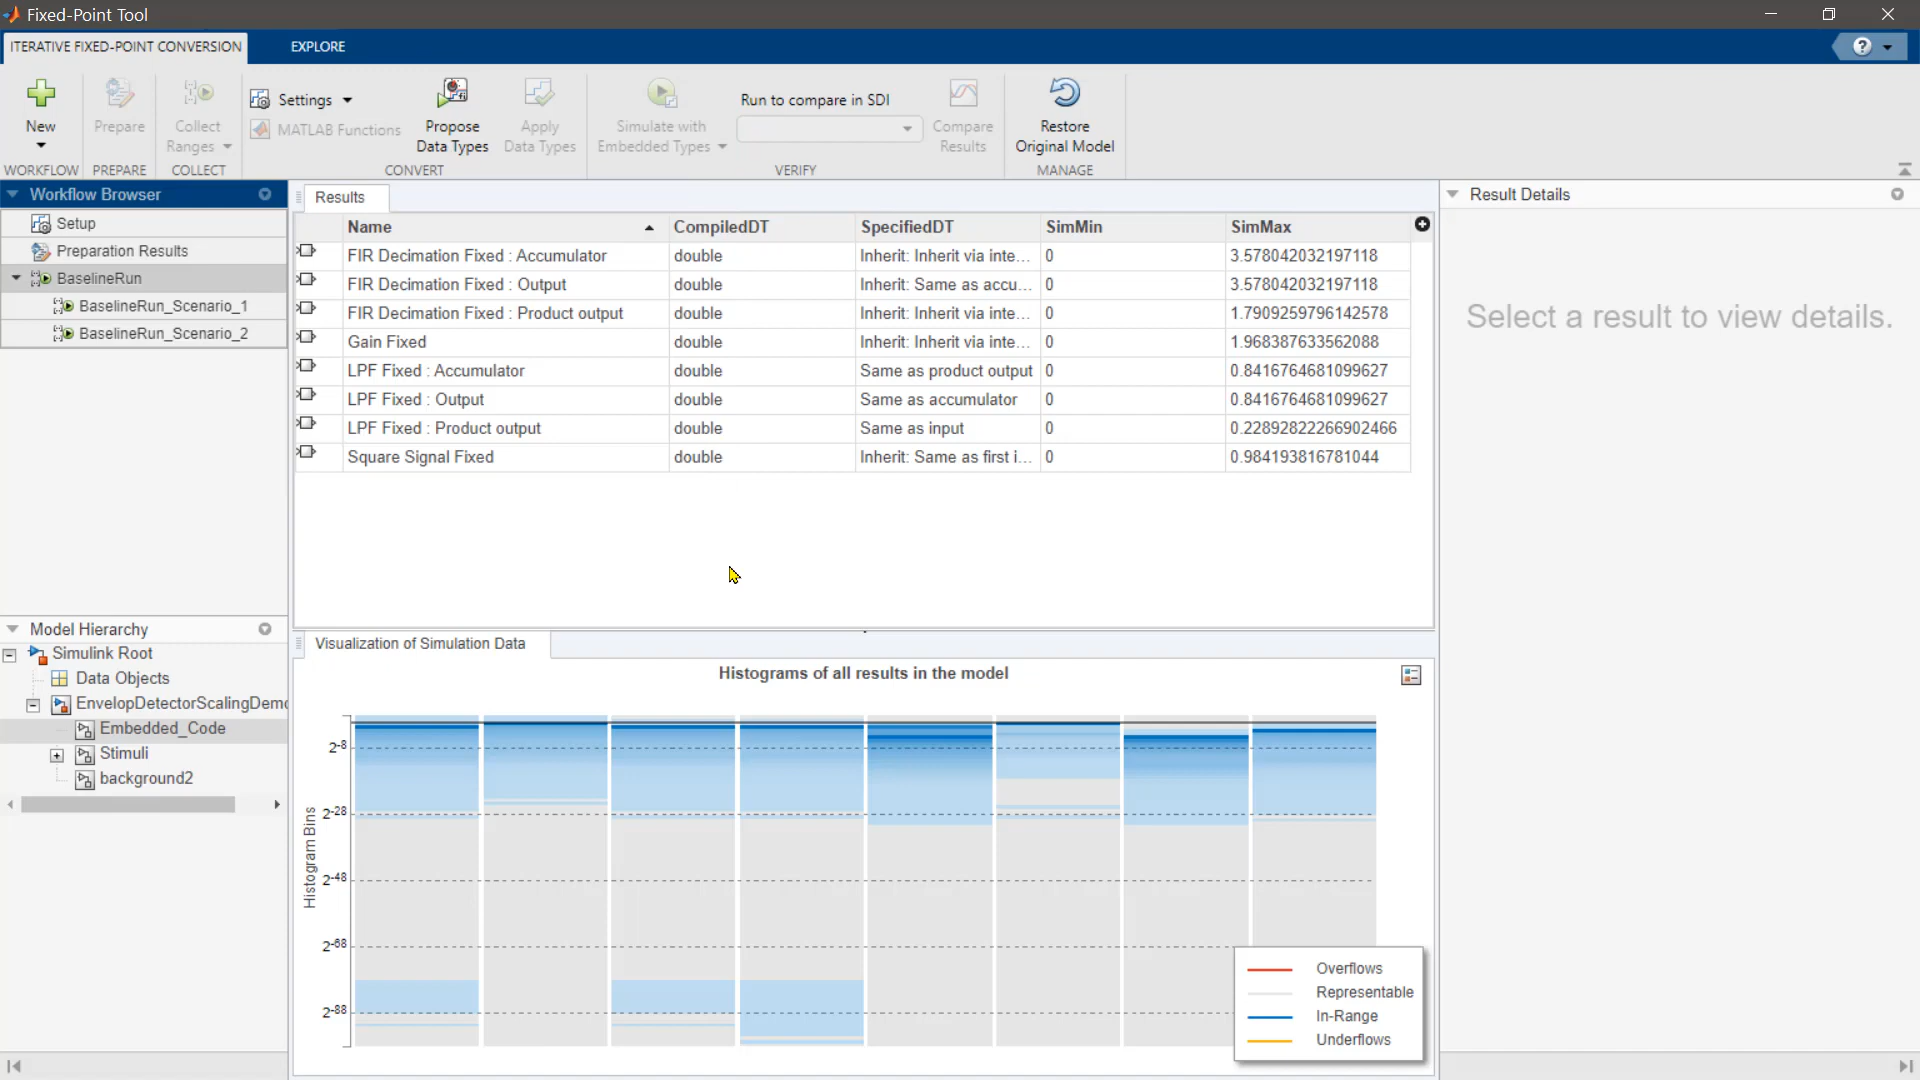 Fixed-Point Tool
ITERATIVE FIXED-POINT CONVERSION
EXPLORE
?
New
Prepare
Collect
Ranges
Settings
MATLAB Functions
Propose
Data Types
Apply
Data Types
Simulate with
Embedded Types
Run to compare in SDI
Compare
Results
Restore
Original Model
WORKFLOW
PREPARE
COLLECT
CONVERT
VERIFY
MANAGE
Workflow Browser
Setup
Preparation Results
BaselineRun
BaselineRun_Scenario_1
BaselineRun_Scenario_2
Results
Name CompiledDT SpecifiedDT SimMin SimMax
FIR Decimation Fixed : Accumulator double Inherit: Inherit via inte... 0 3.578042032197118
FIR Decimation Fixed : Output double Inherit: Same as accu... 0 3.578042032197118
FIR Decimation Fixed : Product output double Inherit: Inherit via inte... 0 1.7909259796142578
Gain Fixed double Inherit: Inherit via inte... 0 1.968387633562088
LPF Fixed : Accumulator double Same as product output 0 0.8416764681099627
LPF Fixed : Output double Same as accumulator 0 0.8416764681099627
LPF Fixed : Product output double Same as input 0 0.22892822266902466
Square Signal Fixed double Inherit: Same as first i... 0 0.984193816781044
Result Details
Select a result to view details.
Model Hierarchy
Simulink Root
Data Objects
EnvelopDetectorScalingDemo
Embedded_Code
Stimuli
background2
Visualization of Simulation Data
Histograms of all results in the model
Histogram Bins
2-8
2-28
2-48
2-68
2-88
Overflows
Representable
In-Range
Underflows